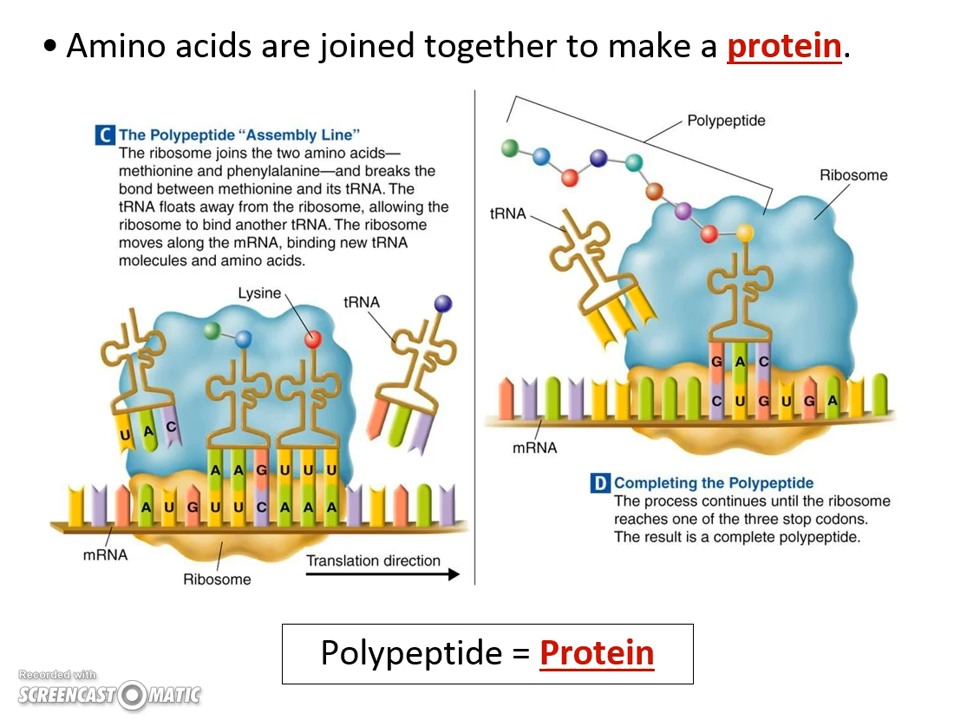 • Amino acids are joined together to make a protein.
C The Polypeptide “Assembly Line”
The ribosome joins the two amino acids—
methionine and phenylalanine—and breaks the
bond between methionine and its tRNA. The
tRNA floats away from the ribosome, allowing the
ribosome to bind another tRNA. The ribosome
moves along the mRNA, binding new tRNA
molecules and amino acids.
Lysine
tRNA
U A C
A A G U U U
A U G U U C A A A
mRNA
Ribosome
Translation direction
Polypeptide
Ribosome
tRNA
G A C
C U G U G A
mRNA
D Completing the Polypeptide
The process continues until the ribosome
reaches one of the three stop codons.
The result is a complete polypeptide.
Polypeptide = Protein
Recorded with
SCREENCAST-O-MATIC